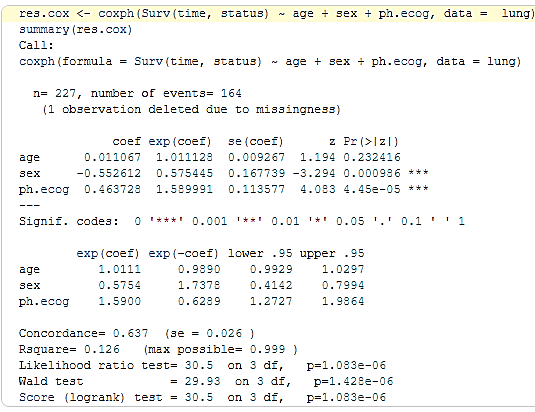 res.cox <- coxph(Surv(time, status) ~ age + sex + ph.ecog, data =  lung)
summary(res.cox)
Call:
coxph(formula = Surv(time, status) ~ age + sex + ph.ecog, data = lung)
n= 227, number of events= 164
(1 observation deleted due to missingness)
coef exp(coef)  se(coef)      z Pr(>|z|)
age      0.011067  1.011128  0.009267  1.194 0.232416
sex     -0.552612  0.575445  0.167739 -3.294 0.000986 ***
ph.ecog  0.463728  1.589991  0.113577  4.083 4.45e-05 ***
---
Signif. codes:  0 '***' 0.001 '**' 0.01 '*' 0.05 '.' 0.1 ' ' 1
exp(coef) exp(-coef) lower .95 upper .95
age        1.0111     0.9890    0.9929    1.0297
sex        0.5754     1.7378    0.4142    0.7994
ph.ecog    1.5900     0.6289    1.2727    1.9864
Concordance= 0.637  (se = 0.026 )
Rsquare= 0.126   (max possible= 0.999 )
Likelihood ratio test= 30.5  on 3 df,   p=1.083e-06
Wald test            = 29.93  on 3 df,   p=1.428e-06
Score (logrank) test = 30.5  on 3 df,   p=1.083e-06